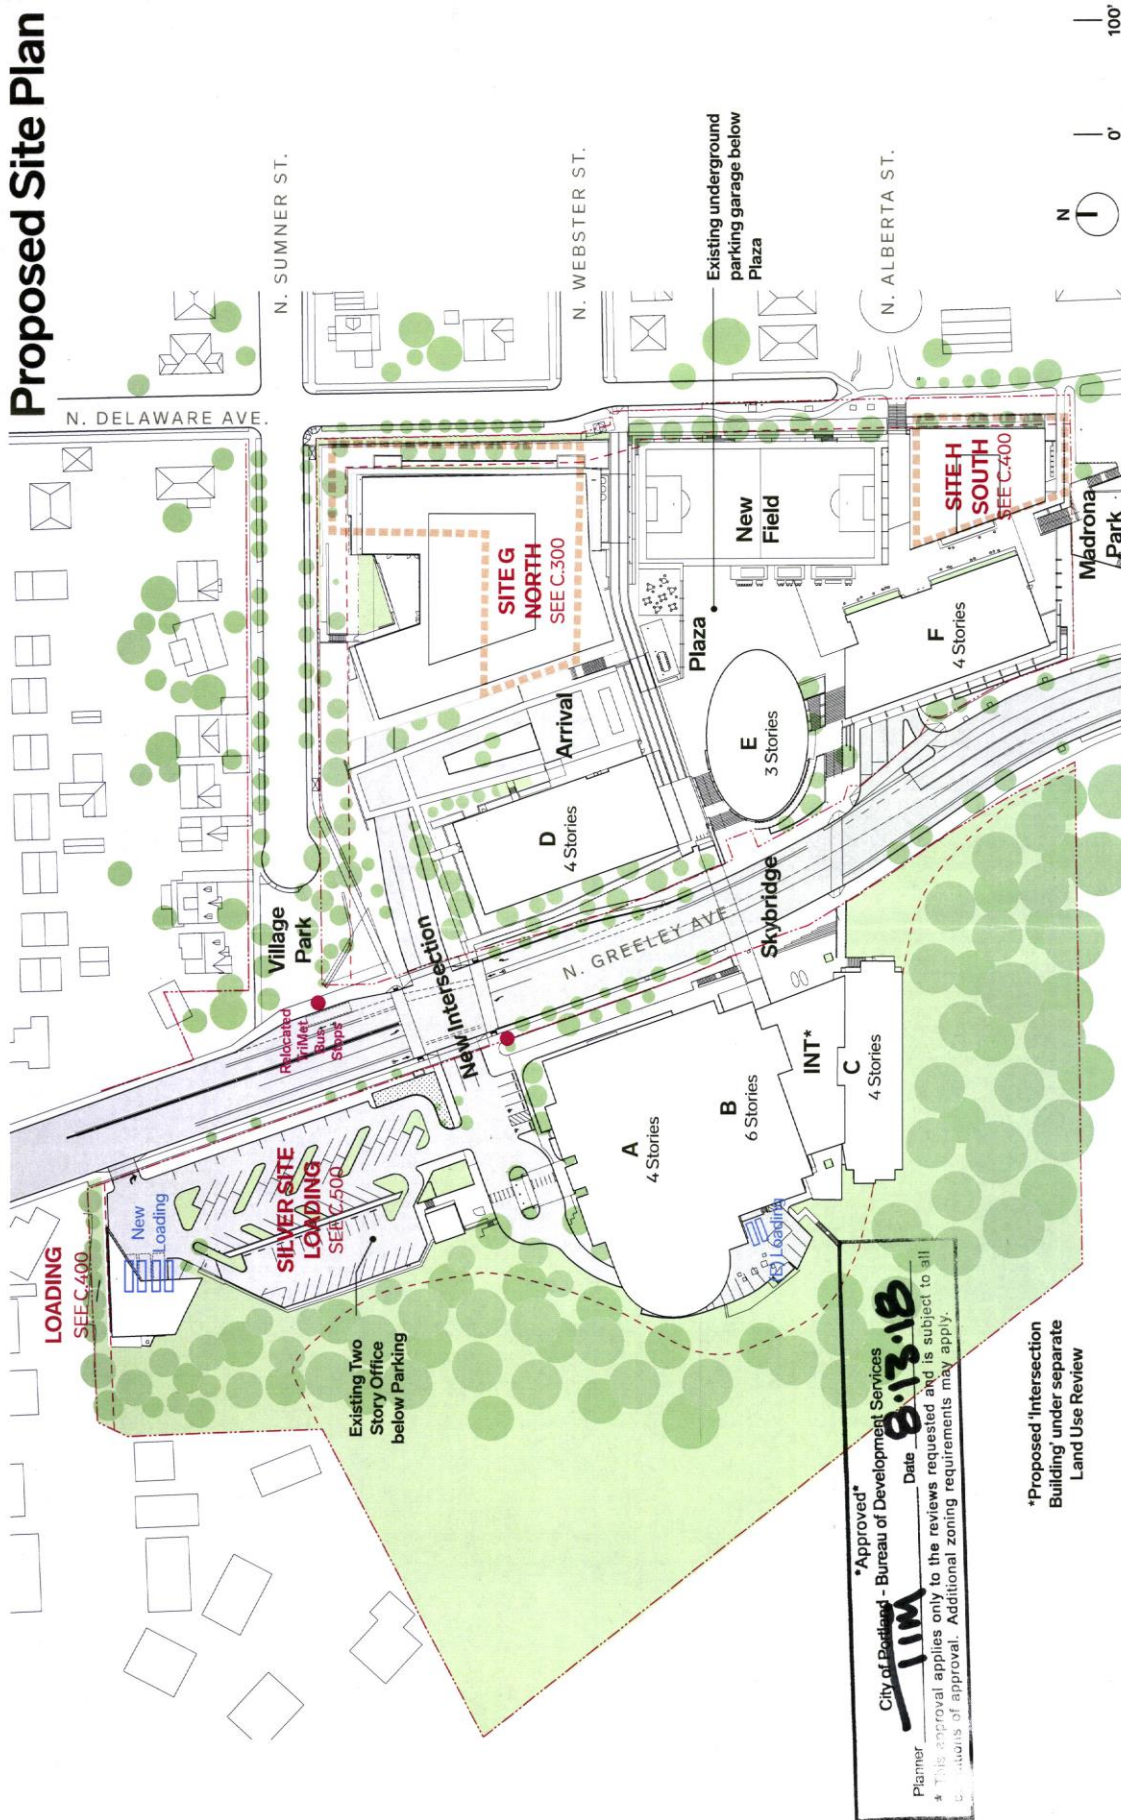 Proposed Site Plan
N. DELAWARE AVE.
N. SUMNER ST.
N. WEBSTER ST.
N. ALBERTA ST.
Existing underground
parking garage below
Plaza
N
0'
100'
LOADING
SEE C.400
New
Loading
SILVER SITE
LOADING
SEE C.500
Existing Two
Story Office
below Parking
Relocated
TriMet
Bus
Stops
Village
Park
New Intersection
N. GREELEY AVE
SITE G
NORTH
SEE C.300
Arrival
D
4 Stories
Plaza
New
Field
E
3 Stories
F
4 Stories
SITE H
SOUTH
SEE C.400
Madrona
Park
Skybridge
A
4 Stories
B
6 Stories
INT*
C
4 Stories
(E) Loading
*Approved*
City of Portland - Bureau of Development Services
Planner Date 8.13.18
* This approval applies only to the reviews requested and is subject to all
conditions of approval. Additional zoning requirements may apply.
*Proposed 'Intersection
Building' under separate
Land Use Review